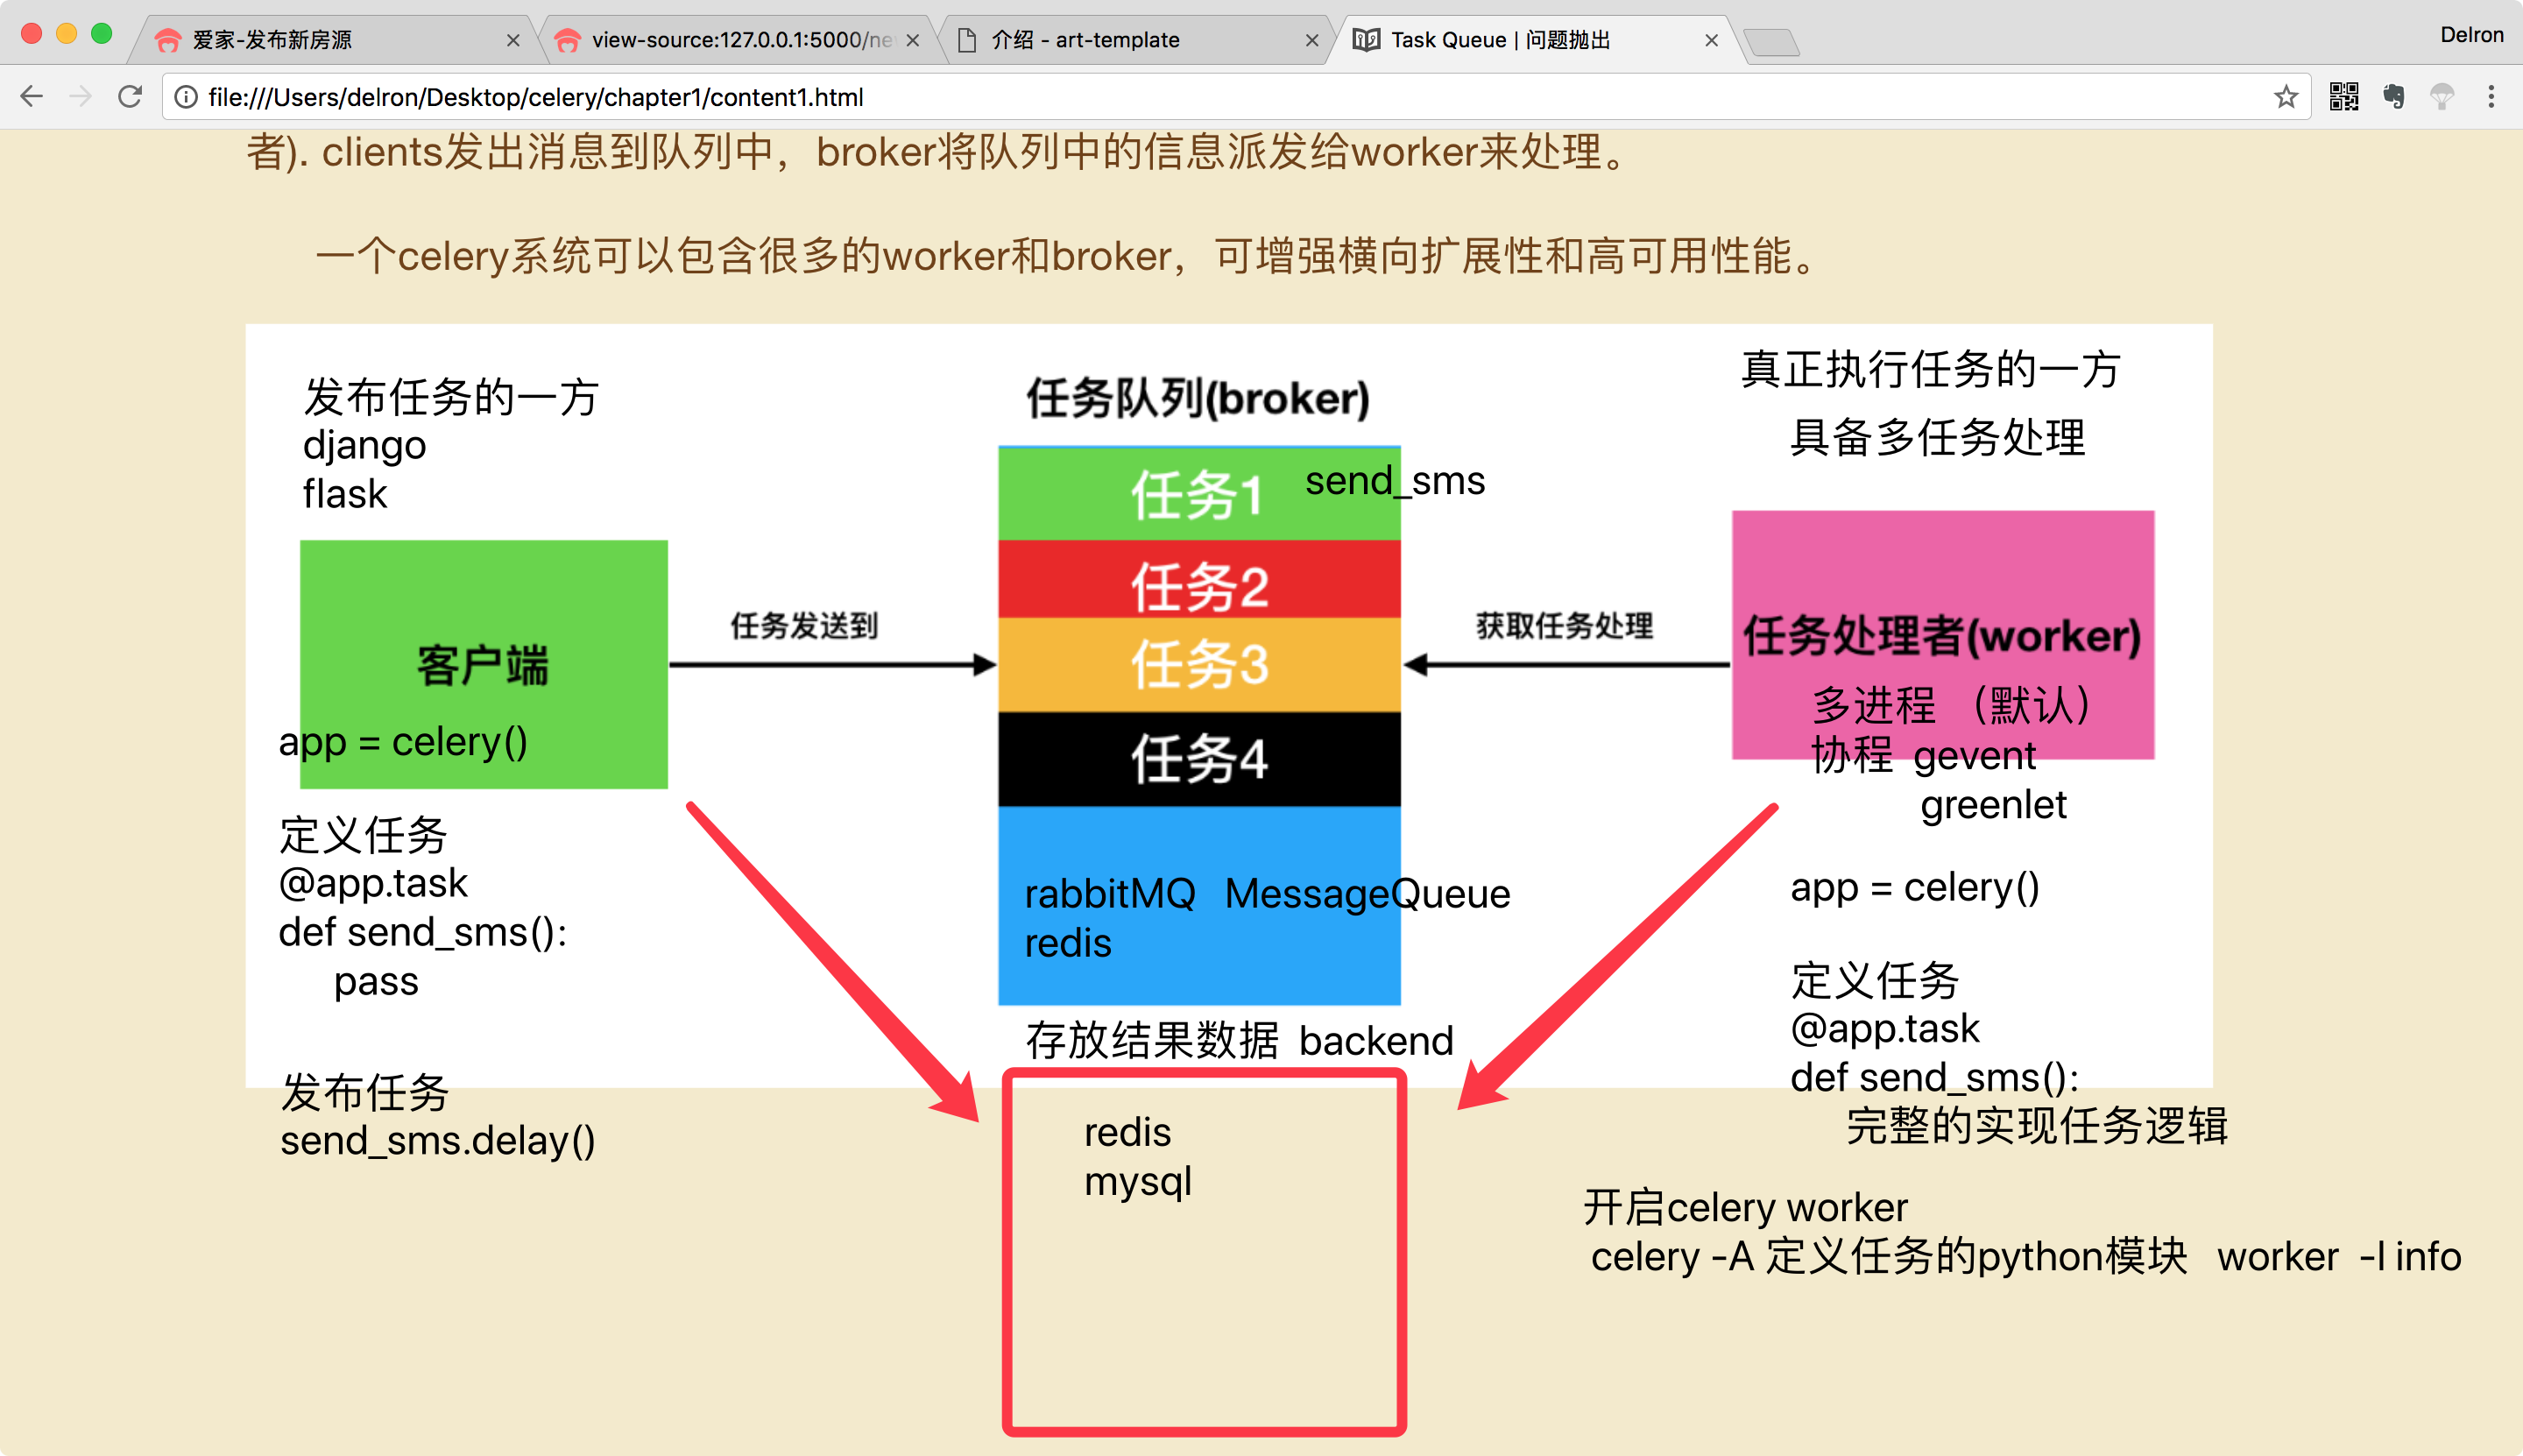 爱家-发布新房源
view-source:127.0.0.1:5000/ne
介绍 - art-template
Task Queue | 问题抛出
Delron
file:///Users/delron/Desktop/celery/chapter1/content1.html
者). clients发出消息到队列中，broker将队列中的信息派发给worker来处理。
一个celery系统可以包含很多的worker和broker，可增强横向扩展性和高可用性能。
发布任务的一方
django
flask
客户端
app = celery()
定义任务
@app.task
def send_sms():
pass
发布任务
send_sms.delay()
任务发送到
任务队列(broker)
任务1
send_sms
任务2
任务3
任务4
rabbitMQ MessageQueue
redis
存放结果数据 backend
redis
mysql
获取任务处理
真正执行任务的一方
具备多任务处理
任务处理者(worker)
多进程 （默认）
协程 gevent
greenlet
app = celery()
定义任务
@app.task
def send_sms():
完整的实现任务逻辑
开启celery worker
celery -A 定义任务的python模块 worker -l info